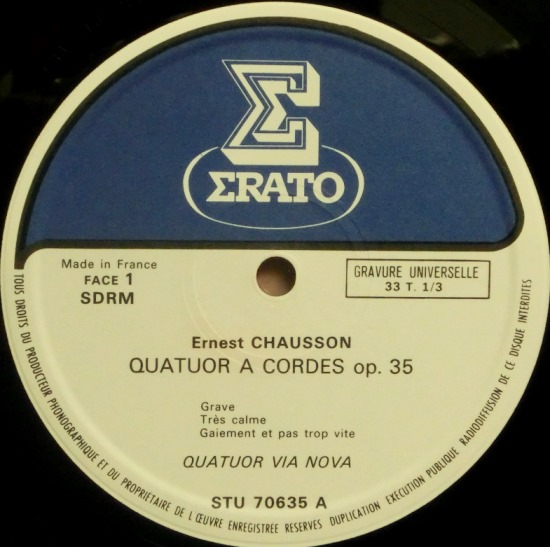 Σ
ΣRATO
Made in France
FACE 1
SDRM
GRAVURE UNIVERSELLE
33 T. 1/3
Ernest CHAUSSON
QUATUOR A CORDES op. 35
Grave
Très calme
Gaiement et pas trop vite
QUATUOR VIA NOVA
STU 70635 A
TOUS DROITS DU PRODUCTEUR PHONOGRAPHIQUE ET DU PROPRIETAIRE DE L'ŒUVRE ENREGISTREE RESERVES DUPLICATION EXECUTION PUBLIQUE RADIODIFFUSION DE CE DISQUE INTERDITES